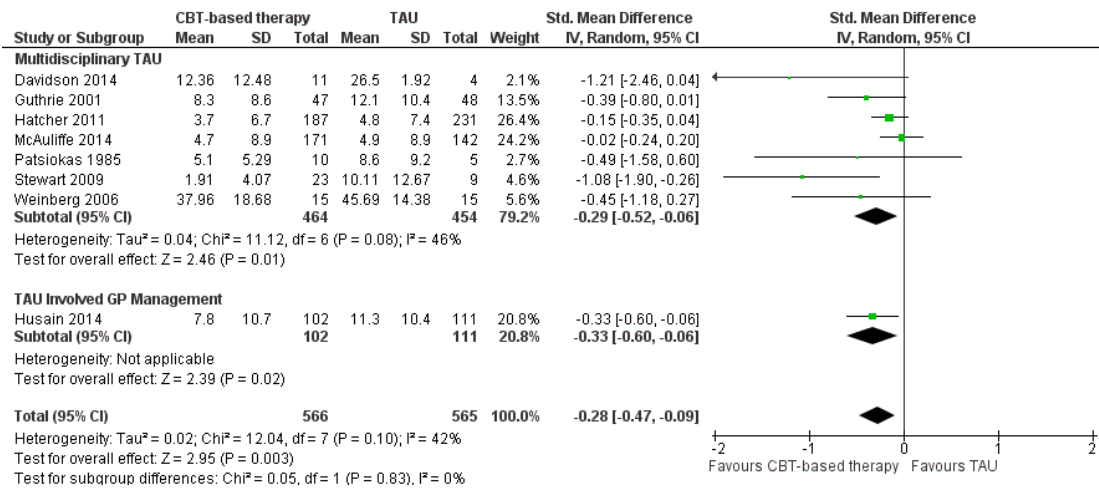 CBT-based therapy TAU Std. Mean Difference Std. Mean Difference
Study or Subgroup Mean SD Total Mean SD Total Weight IV, Random, 95% CI IV, Random, 95% CI
Multidisciplinary TAU
Davidson 2014 12.36 12.48 11 26.5 1.92 4 2.1% -1.21 [-2.46, 0.04]
Guthrie 2001 8.3 8.6 47 12.1 10.4 48 13.5% -0.39 [-0.80, 0.01]
Hatcher 2011 3.7 6.7 187 4.8 7.4 231 26.4% -0.15 [-0.35, 0.04]
McAuliffe 2014 4.7 8.9 171 4.9 8.9 142 24.2% -0.02 [-0.24, 0.20]
Patsiokas 1985 5.1 5.29 10 8.6 9.2 5 2.7% -0.49 [-1.58, 0.60]
Stewart 2009 1.91 4.07 23 10.11 12.67 9 4.6% -1.08 [-1.90, -0.26]
Weinberg 2006 37.96 18.68 15 45.69 14.38 15 5.6% -0.45 [-1.18, 0.27]
Subtotal (95% CI) 464 454 79.2% -0.29 [-0.52, -0.06]
Heterogeneity: Tau² = 0.04; Chi² = 11.12, df = 6 (P = 0.08); I² = 46%
Test for overall effect: Z = 2.46 (P = 0.01)
TAU Involved GP Management
Husain 2014 7.8 10.7 102 11.3 10.4 111 20.8% -0.33 [-0.60, -0.06]
Subtotal (95% CI) 102 111 20.8% -0.33 [-0.60, -0.06]
Heterogeneity: Not applicable
Test for overall effect: Z = 2.39 (P = 0.02)
Total (95% CI) 566 565 100.0% -0.28 [-0.47, -0.09]
Heterogeneity: Tau² = 0.02; Chi² = 12.04, df = 7 (P = 0.10); I² = 42%
Test for overall effect: Z = 2.95 (P = 0.003)
Test for subgroup differences: Chi² = 0.05, df = 1 (P = 0.83), I² = 0%
-2 -1 0 1 2
Favours CBT-based therapy Favours TAU